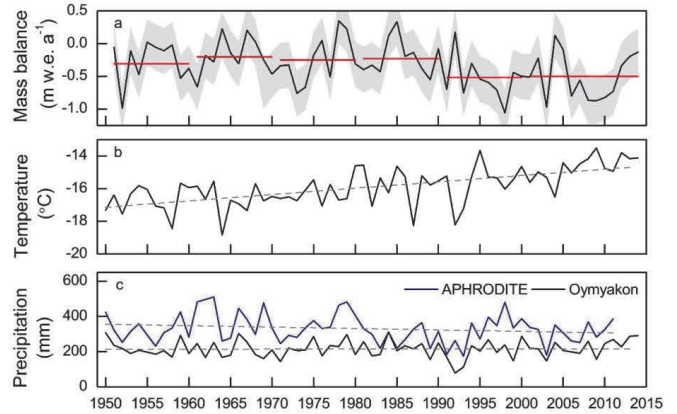 a
Mass balance
(m w.e. a⁻¹)
0.5
0.0
-0.5
-1.0
b
Temperature
(°C)
-14
-16
-18
-20
c
APHRODITE
Oymyakon
Precipitation
(mm)
600
400
200
0
1950 1955 1960 1965 1970 1975 1980 1985 1990 1995 2000 2005 2010 2015